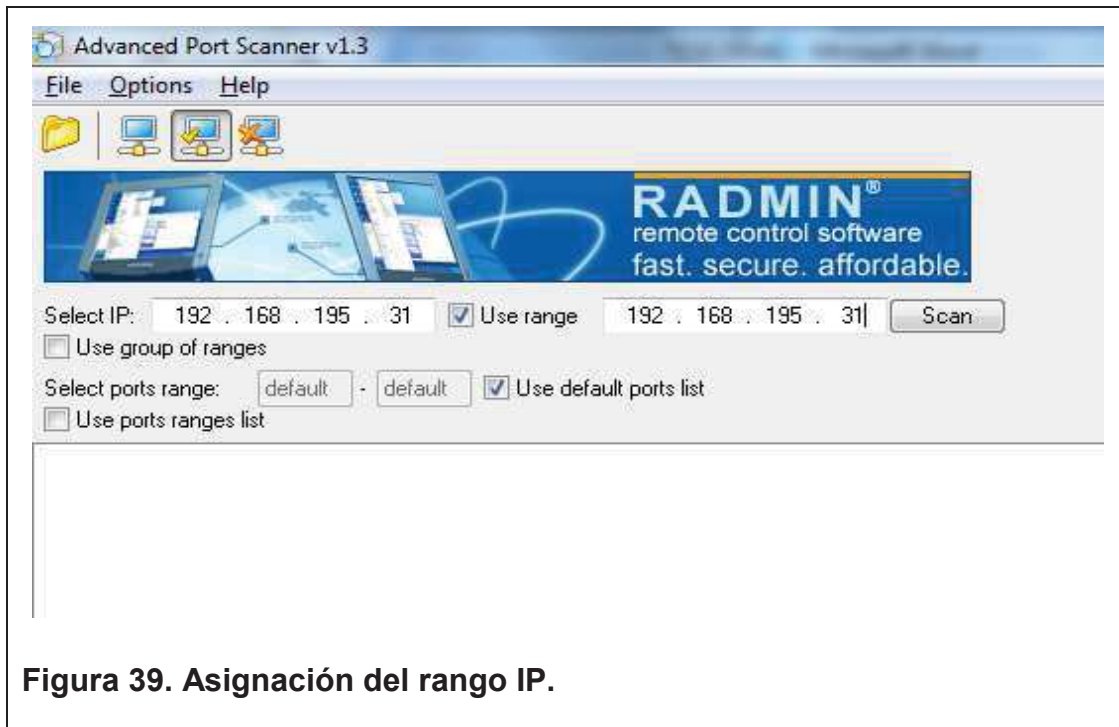 Advanced Port Scanner v1.3
File Options Help
RADMIN®
remote control software
fast. secure. affordable.
Select IP: 192 . 168 . 195 . 31 Use range 192 . 168 . 195 . 31 Scan
Use group of ranges
Select ports range: default - default Use default ports list
Use ports ranges list
Figura 39. Asignación del rango IP.